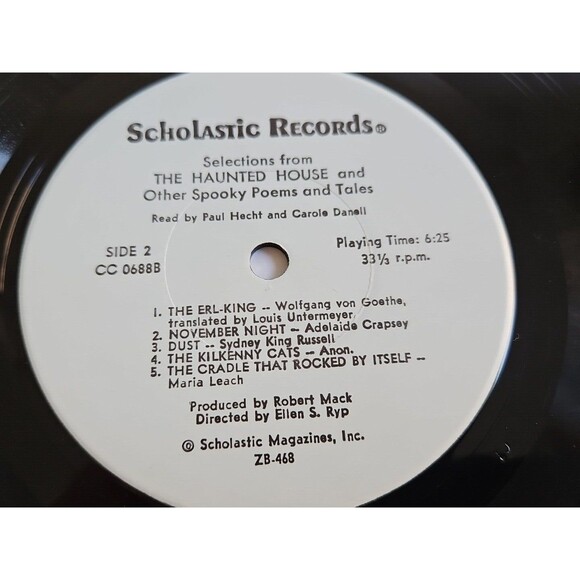 Scholastic Records®
Selections from
THE HAUNTED HOUSE and
Other Spooky Poems and Tales
Read by Paul Hecht and Carole Danell
SIDE 2
CC 0688B
Playing Time: 6:25
33⅓ r.p.m.
1. THE ERL-KING -- Wolfgang von Goethe,
translated by Louis Untermeyer
2. NOVEMBER NIGHT -- Adelaide Crapsey
3. DUST -- Sydney King Russell
4. THE KILKENNY CATS -- Anon.
5. THE CRADLE THAT ROCKED BY ITSELF --
Maria Leach
Produced by Robert Mack
Directed by Ellen S. Ryp
© Scholastic Magazines, Inc.
ZB-468